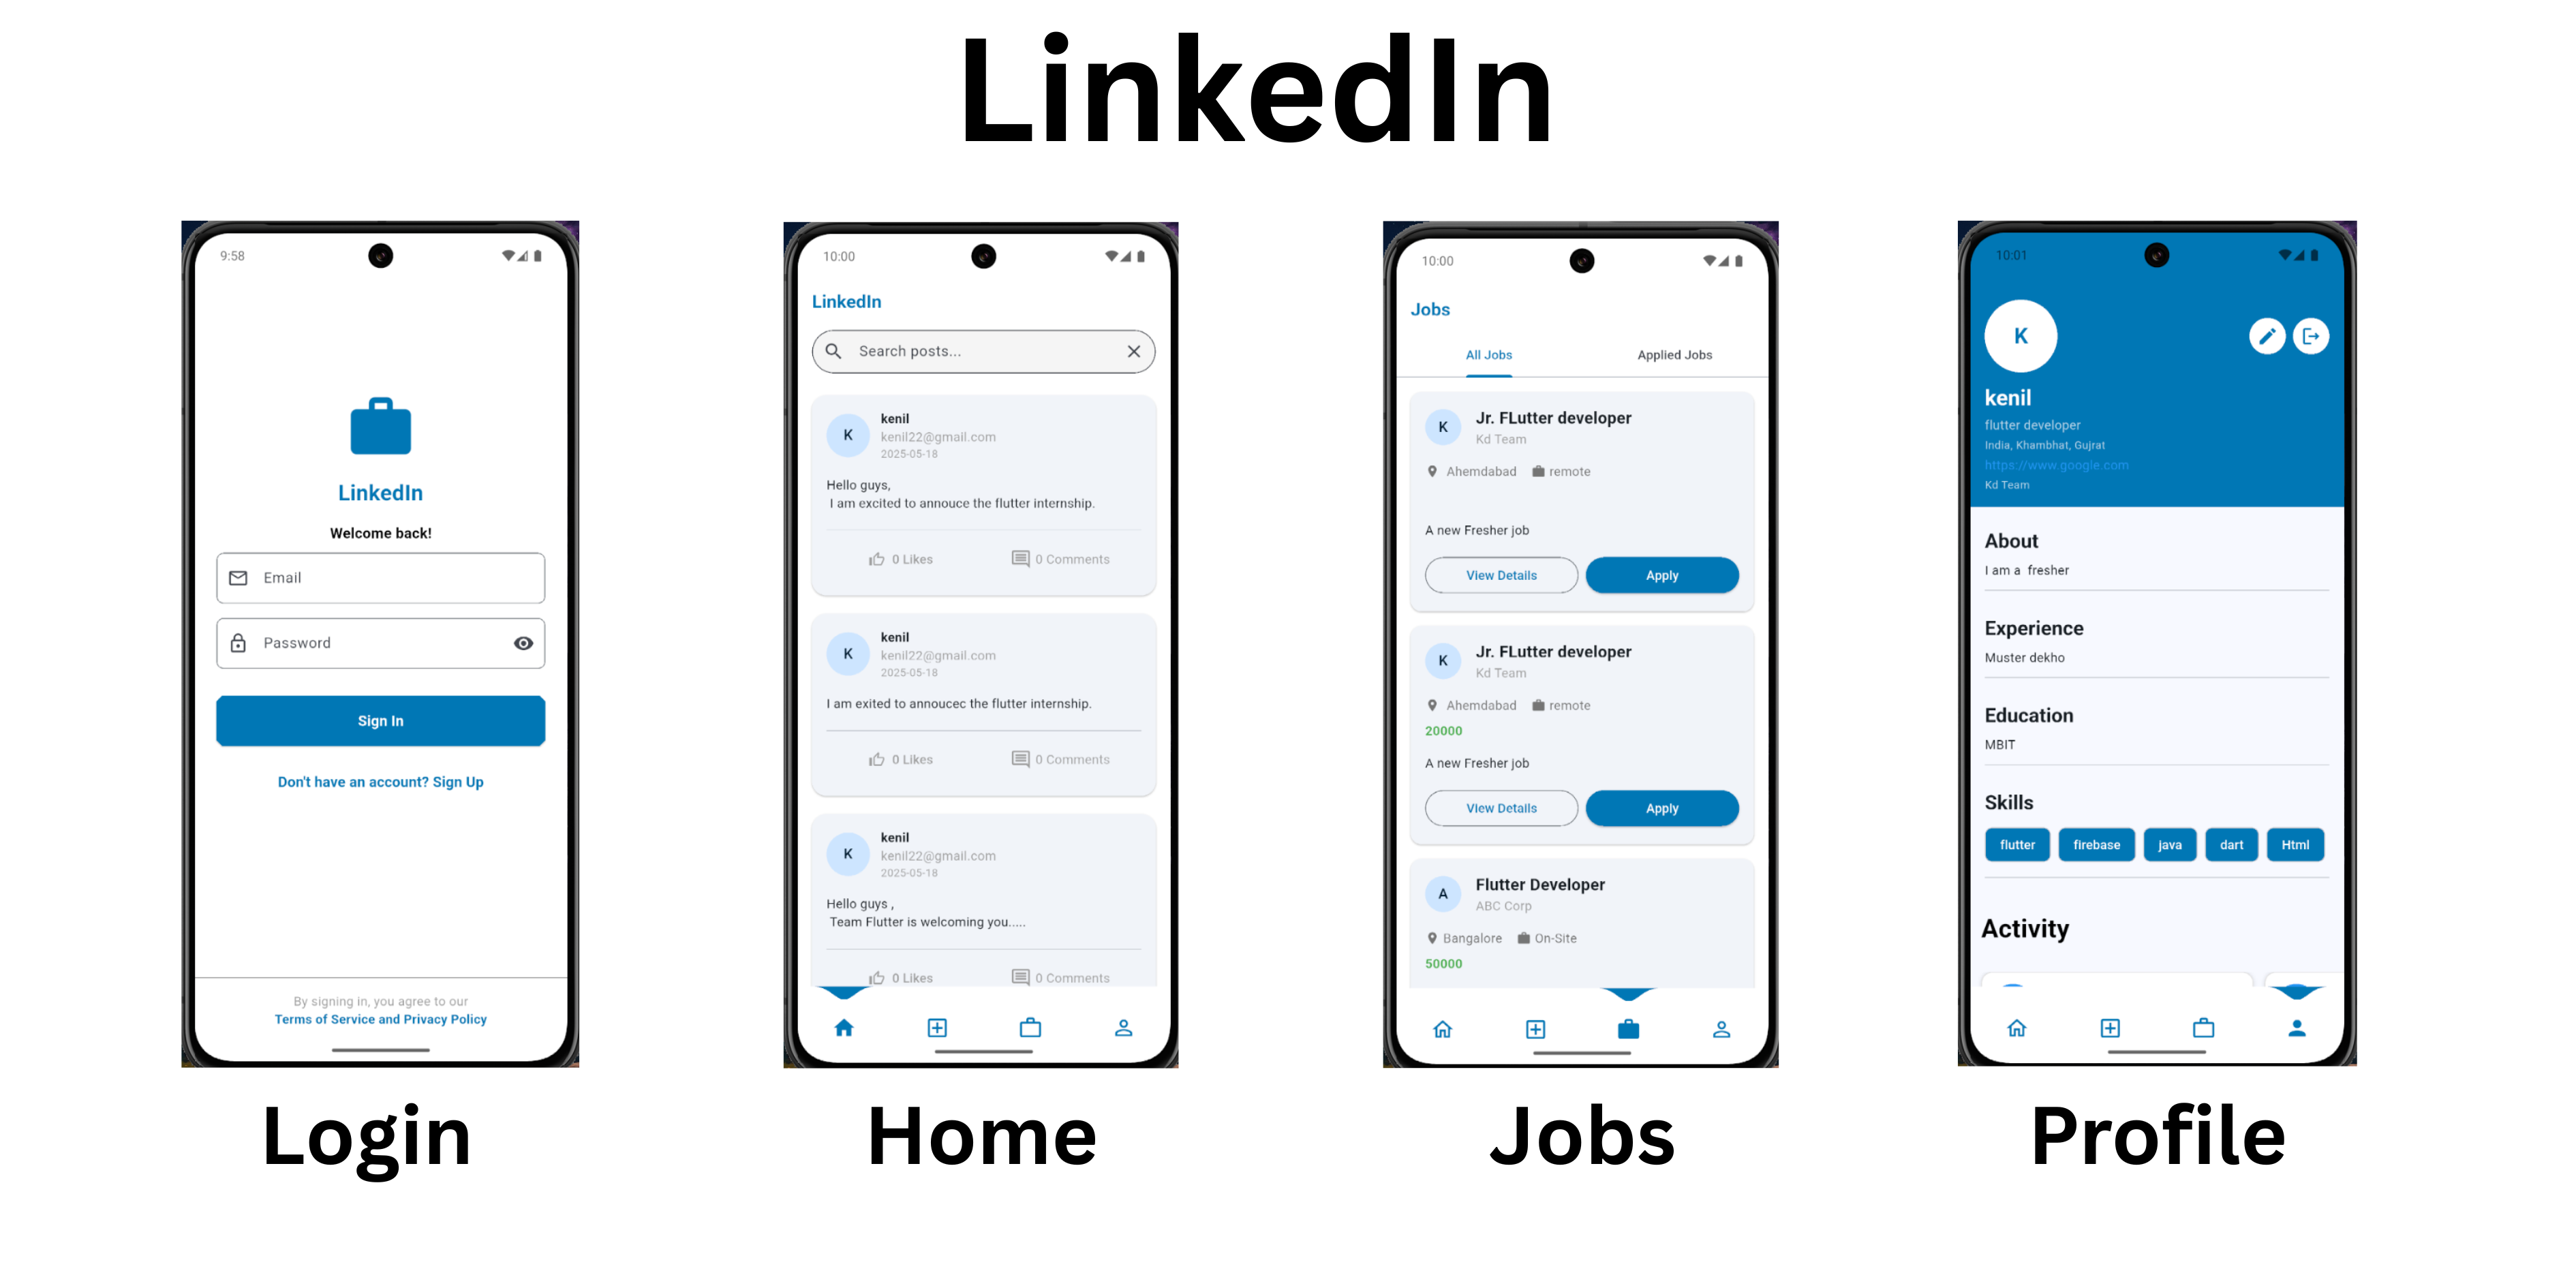 LinkedIn
9:58
LinkedIn
Welcome back!
Email
Password
Sign In
Don't have an account? Sign Up
By signing in, you agree to our
Terms of Service and Privacy Policy
Login
10:00
LinkedIn
Search posts...
K
kenil
kenil22@gmail.com
2025-05-18
Hello guys,
I am excited to annouce the flutter internship.
0 Likes
0 Comments
K
kenil
kenil22@gmail.com
2025-05-18
I am exited to annoucec the flutter internship.
0 Likes
0 Comments
K
kenil
kenil22@gmail.com
2025-05-18
Hello guys ,
Team Flutter is welcoming you.....
0 Likes
0 Comments
Home
10:00
Jobs
All Jobs
Applied Jobs
K
Jr. FLutter developer
Kd Team
Ahemdabad
remote
A new Fresher job
View Details
Apply
K
Jr. FLutter developer
Kd Team
Ahemdabad
remote
20000
A new Fresher job
View Details
Apply
A
Flutter Developer
ABC Corp
Bangalore
On-Site
50000
Jobs
10:01
K
kenil
flutter developer
India, Khambhat, Gujrat
https://www.google.com
Kd Team
About
I am a  fresher
Experience
Muster dekho
Education
MBIT
Skills
flutter
firebase
java
dart
Html
Activity
Profile